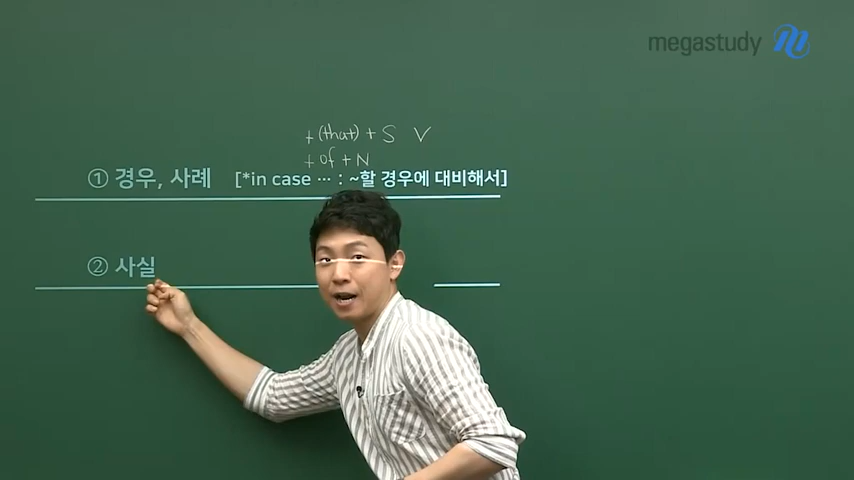 megastudy
+ (that) + S V
+ of + N
① 경우, 사례 [*in case … : ~할 경우에 대비해서]
② 사실